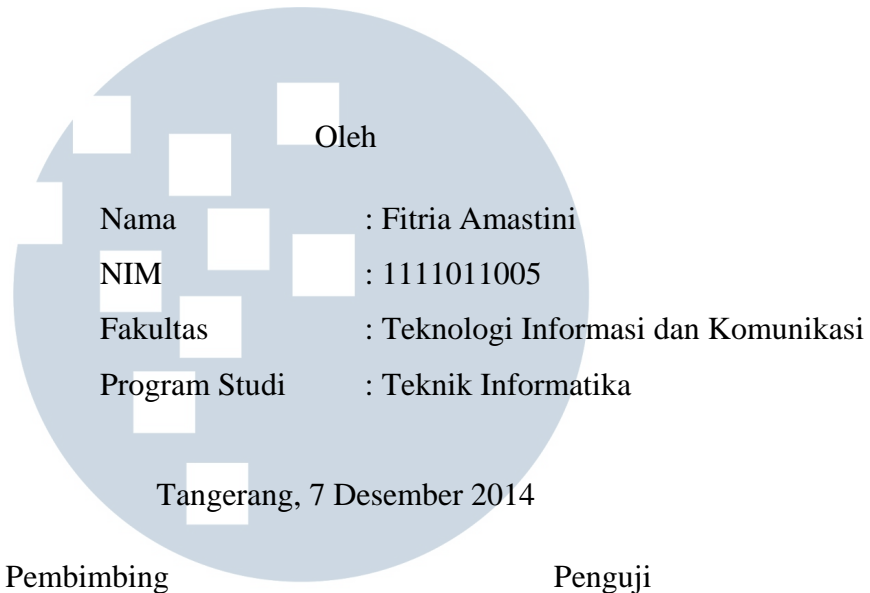 Oleh
Nama : Fitria Amastini
NIM : 1111011005
Fakultas : Teknologi Informasi dan Komunikasi
Program Studi : Teknik Informatika
Tangerang, 7 Desember 2014
Pembimbing Penguji